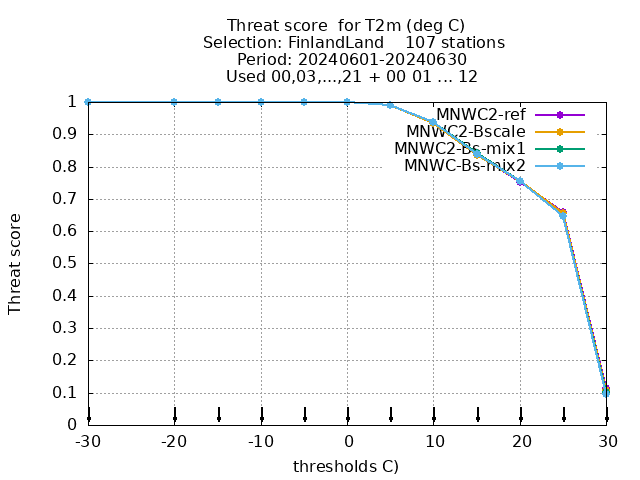 Threat score  for T2m (deg C)
Selection: FinlandLand    107 stations
Period: 20240601-20240630
Used 00,03,...,21 + 00 01 ... 12
MNWC2-ref
MNWC2-Bscale
MNWC2-Bs-mix1
MNWC-Bs-mix2
1
0.9
0.8
0.7
0.6
0.5
0.4
0.3
0.2
0.1
0
Threat score
-30 -20 -10 0 10 20 30
thresholds C)